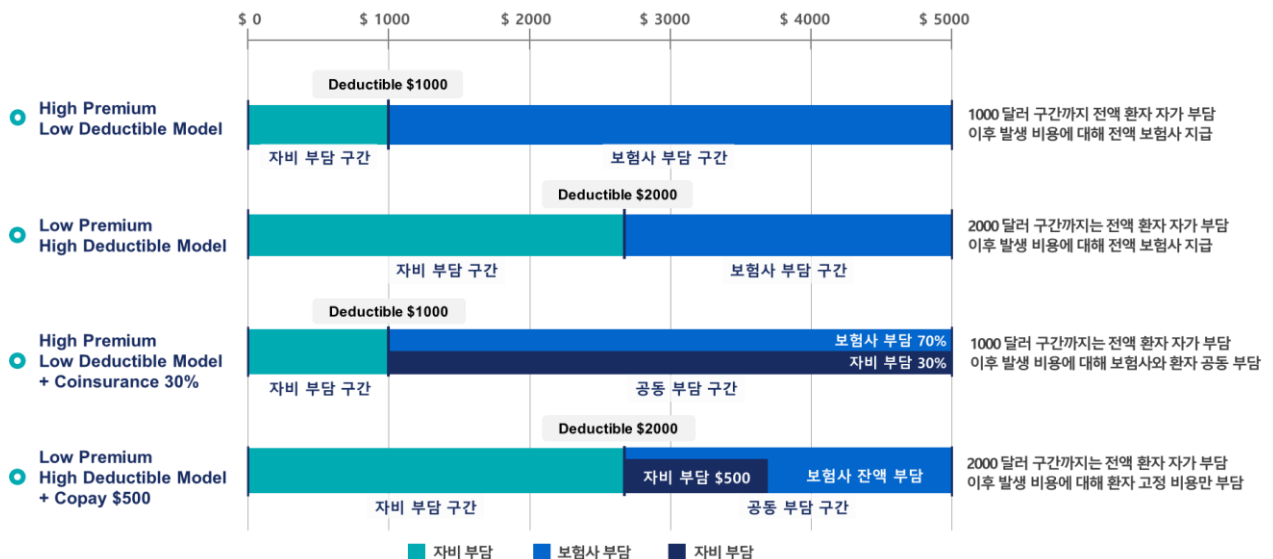 $ 0
$ 1000
$ 2000
$ 3000
$ 4000
$ 5000
Deductible $1000
High Premium
Low Deductible Model
1000 달러 구간까지 전액 환자 자가 부담
이후 발생 비용에 대해 전액 보험사 지급
자비 부담 구간
보험사 부담 구간
Deductible $2000
Low Premium
High Deductible Model
2000 달러 구간까지는 전액 환자 자가 부담
이후 발생 비용에 대해 전액 보험사 지급
자비 부담 구간
보험사 부담 구간
Deductible $1000
High Premium
Low Deductible Model
+ Coinsurance 30%
보험사 부담 70%
자비 부담 30%
1000 달러 구간까지는 전액 환자 자가 부담
이후 발생 비용에 대해 보험사와 환자 공동 부담
자비 부담 구간
공동 부담 구간
Deductible $2000
Low Premium
High Deductible Model
+ Copay $500
자비 부담 $500
보험사 잔액 부담
2000 달러 구간까지는 전액 환자 자가 부담
이후 발생 비용에 대해 환자 고정 비용만 부담
자비 부담 구간
공동 부담 구간
자비 부담
보험사 부담
자비 부담